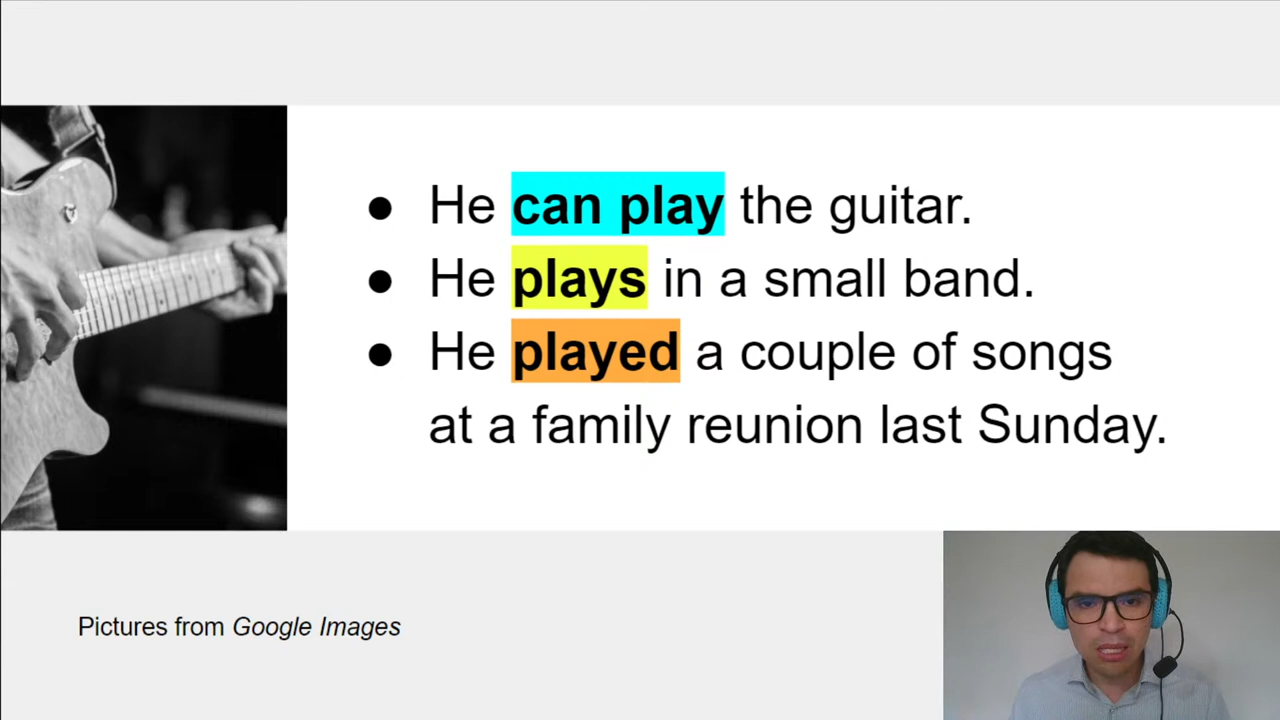 ● He can play the guitar.
● He plays in a small band.
● He played a couple of songs
at a family reunion last Sunday.
Pictures from Google Images